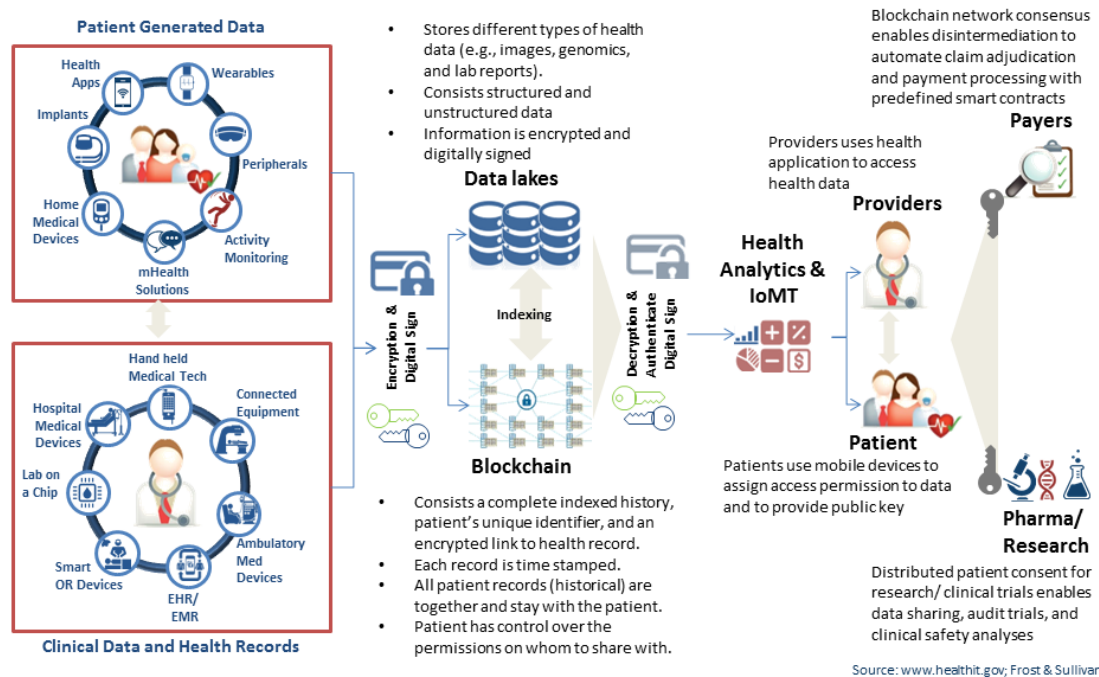 Patient Generated Data
Health
Apps
Wearables
Implants
Peripherals
Home
Medical
Devices
Activity
Monitoring
mHealth
Solutions
Hand held
Medical Tech
Connected
Equipment
Hospital
Medical
Devices
Lab on
a Chip
Ambulatory
Med
Devices
Smart
OR Devices
EHR/
EMR
Clinical Data and Health Records
Encryption &
Digital Sign
• Stores different types of health
data (e.g., images, genomics,
and lab reports).
• Consists structured and
unstructured data
• Information is encrypted and
digitally signed
Data lakes
Indexing
Blockchain
• Consists a complete indexed history,
patient's unique identifier, and an
encrypted link to health record.
• Each record is time stamped.
• All patient records (historical) are
together and stay with the patient.
• Patient has control over the
permissions on whom to share with.
Decryption &
Authenticate
Digital Sign
Health
Analytics &
IoMT
Providers uses health
application to access
health data
Providers
Patient
Patients use mobile devices to
assign access permission to data
and to provide public key
Blockchain network consensus
enables disintermediation to
automate claim adjudication
and payment processing with
predefined smart contracts
Payers
Pharma/
Research
Distributed patient consent for
research/ clinical trials enables
data sharing, audit trials, and
clinical safety analyses
Source: www.healthit.gov; Frost & Sullivan